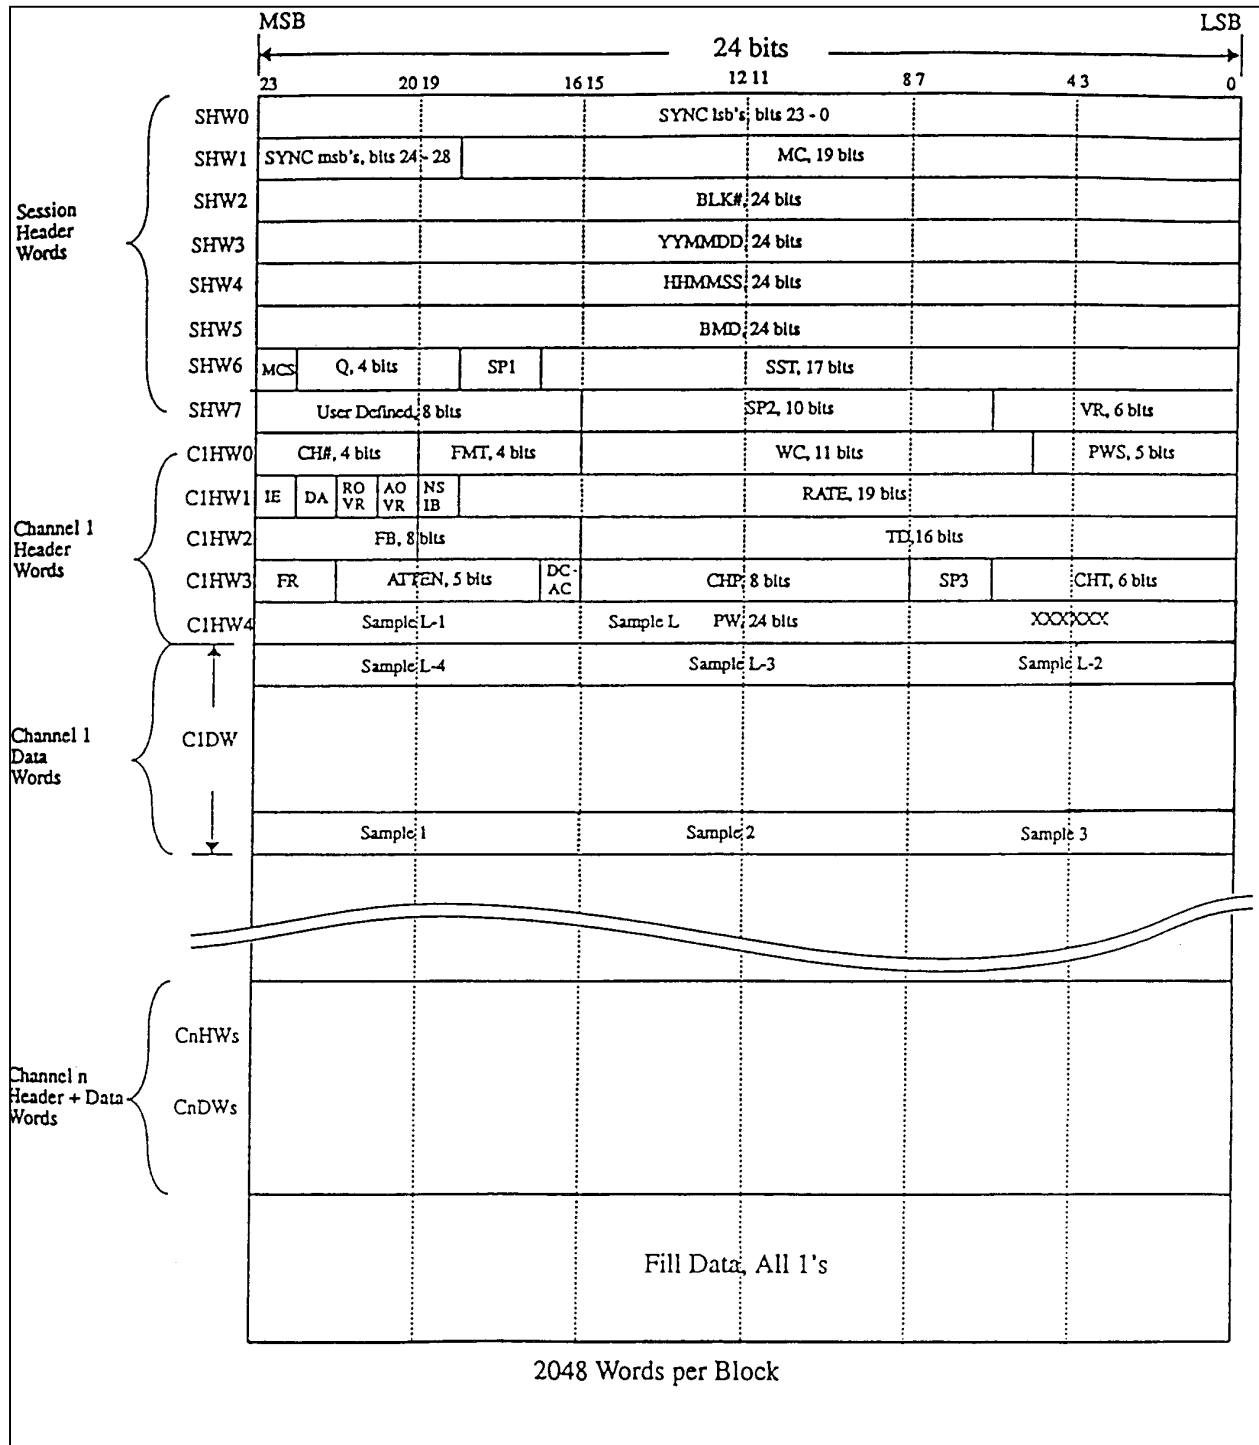 MSB LSB
24 bits
23 20 19 16 15 12 11 8 7 4 3 0
Session
Header
Words
SHW0 SYNC lsb's, bits 23 - 0
SHW1 SYNC msb's, bits 24 - 28 MC, 19 bits
SHW2 BLK#, 24 bits
SHW3 YYMMDD, 24 bits
SHW4 HHMMSS, 24 bits
SHW5 BMD, 24 bits
SHW6 MCS Q, 4 bits SP1 SST, 17 bits
SHW7 User Defined, 8 bits SP2, 10 bits VR, 6 bits
Channel 1
Header
Words
C1HW0 CH#, 4 bits FMT, 4 bits WC, 11 bits PWS, 5 bits
C1HW1 IE DA RO VR AO VR NS IB RATE, 19 bits
C1HW2 FB, 8 bits TD, 16 bits
C1HW3 FR ATTEN, 5 bits DC-AC CHP, 8 bits SP3 CHT, 6 bits
C1HW4 Sample L-1 Sample L PW, 24 bits XXXXXXX
Channel 1
Data
Words
C1DW
Sample L-4 Sample L-3 Sample L-2
Sample 1 Sample 2 Sample 3
Channel n
Header + Data
Words
CnHWs
CnDWs
Fill Data, All 1's
2048 Words per Block